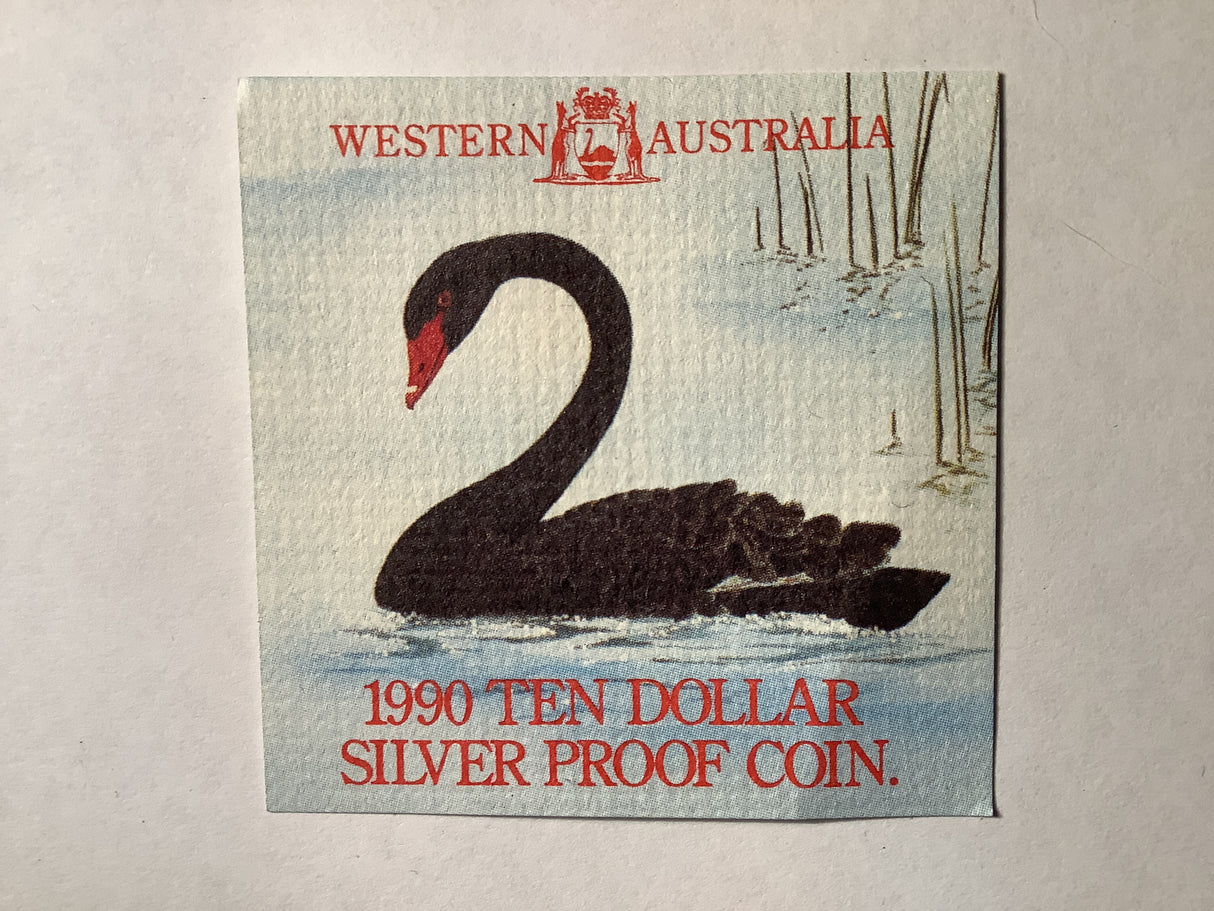 WESTERN AUSTRALIA
1990 TEN DOLLAR
SILVER PROOF COIN.